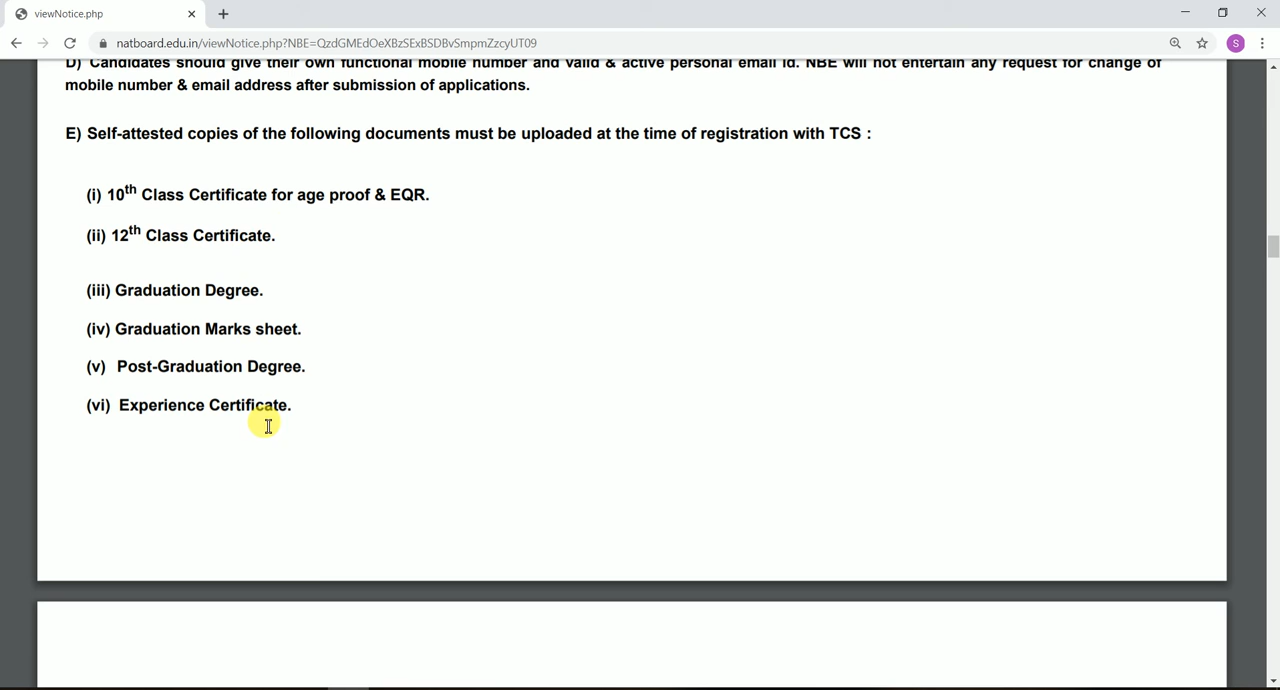 viewNotice.php
natboard.edu.in/viewNotice.php?NBE=QzdGMEdOeXBzSExBSDBvSmpmZzcyUT09
S
D) Candidates should give their own functional mobile number and valid & active personal email id. NBE will not entertain any request for change of
mobile number & email address after submission of applications.
E) Self-attested copies of the following documents must be uploaded at the time of registration with TCS :
(i) 10th Class Certificate for age proof & EQR.
(ii) 12th Class Certificate.
(iii) Graduation Degree.
(iv) Graduation Marks sheet.
(v) Post-Graduation Degree.
(vi) Experience Certificate.